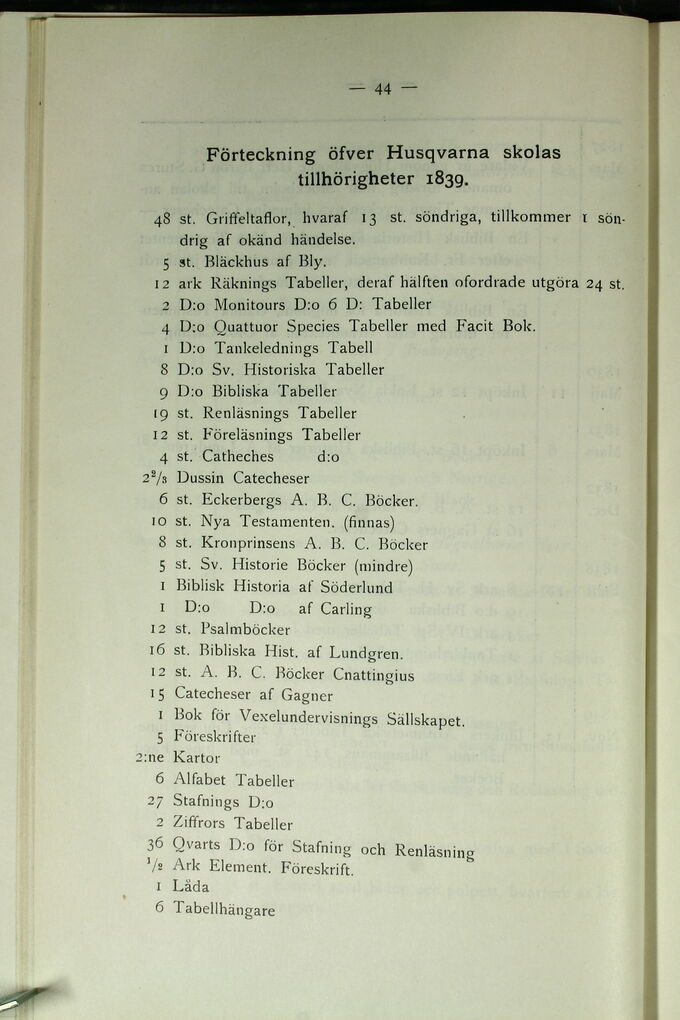 — 44 —
Förteckning öfver Husqvarna skolas
tillhörigheter 1839.
48 st. Griffeltaflor, hvaraf 13 st. söndriga, tillkommer 1 sön-
drig af okänd händelse.
5 st. Bläckhus af Bly.
12 ark Räknings Tabeller, deraf hälften ofordrade utgöra 24 st.
2 D:o Monitours D:o 6 D: Tabeller
4 D:o Quattuor Species Tabeller med Facit Bok.
1 D:o Tankelednings Tabell
8 D:o Sv. Historiska Tabeller
9 D:o Bibliska Tabeller
19 st. Renläsnings Tabeller
12 st. Föreläsnings Tabeller
4 st. Catheches d:o
2²/₃ Dussin Catecheser
6 st. Eckerbergs A. B. C. Böcker.
10 st. Nya Testamenten. (finnas)
8 st. Kronprinsens A. B. C. Böcker
5 st. Sv. Historie Böcker (mindre)
1 Biblisk Historia af Söderlund
1 D:o D:o af Carling
12 st. Psalmböcker
16 st. Bibliska Hist. af Lundgren.
12 st. A. B. C. Böcker Cnattingius
15 Catecheser af Gagner
1 Bok för Vexelundervisnings Sällskapet.
5 Föreskrifter
2:ne Kartor
6 Alfabet Tabeller
27 Stafnings D:o
2 Ziffrors Tabeller
36 Qvarts D:o för Stafning och Renläsning
¹/₂ Ark Element. Föreskrift.
1 Låda
6 Tabellhängare